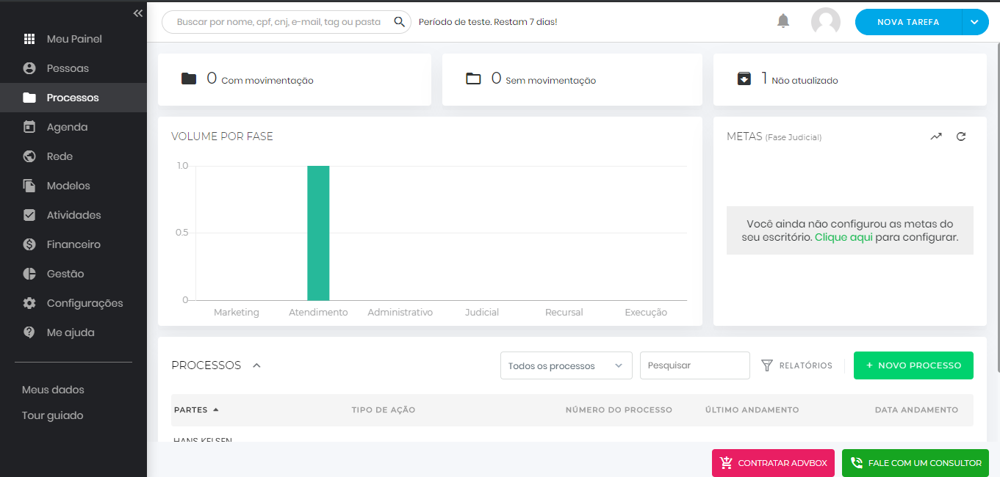 Meu Painel
Pessoas
Processos
Agenda
Rede
Modelos
Atividades
Financeiro
Gestão
Configurações
Me ajuda
Meus dados
Tour guiado
Buscar por nome, cpf, cnj, e-mail, tag ou pasta
Período de teste. Restam 7 dias!
NOVA TAREFA
0 Com movimentação
0 Sem movimentação
1 Não atualizado
VOLUME POR FASE
1.0
0.5
0
Marketing
Atendimento
Administrativo
Judicial
Recursal
Execução
METAS (Fase Judicial)
Você ainda não configurou as metas do
seu escritório. Clique aqui para configurar.
PROCESSOS
Todos os processos
Pesquisar
RELATÓRIOS
+ NOVO PROCESSO
PARTES
TIPO DE AÇÃO
NÚMERO DO PROCESSO
ÚLTIMO ANDAMENTO
DATA ANDAMENTO
HANS KELSEN
CONTRATAR ADVBOX
FALE COM UM CONSULTOR